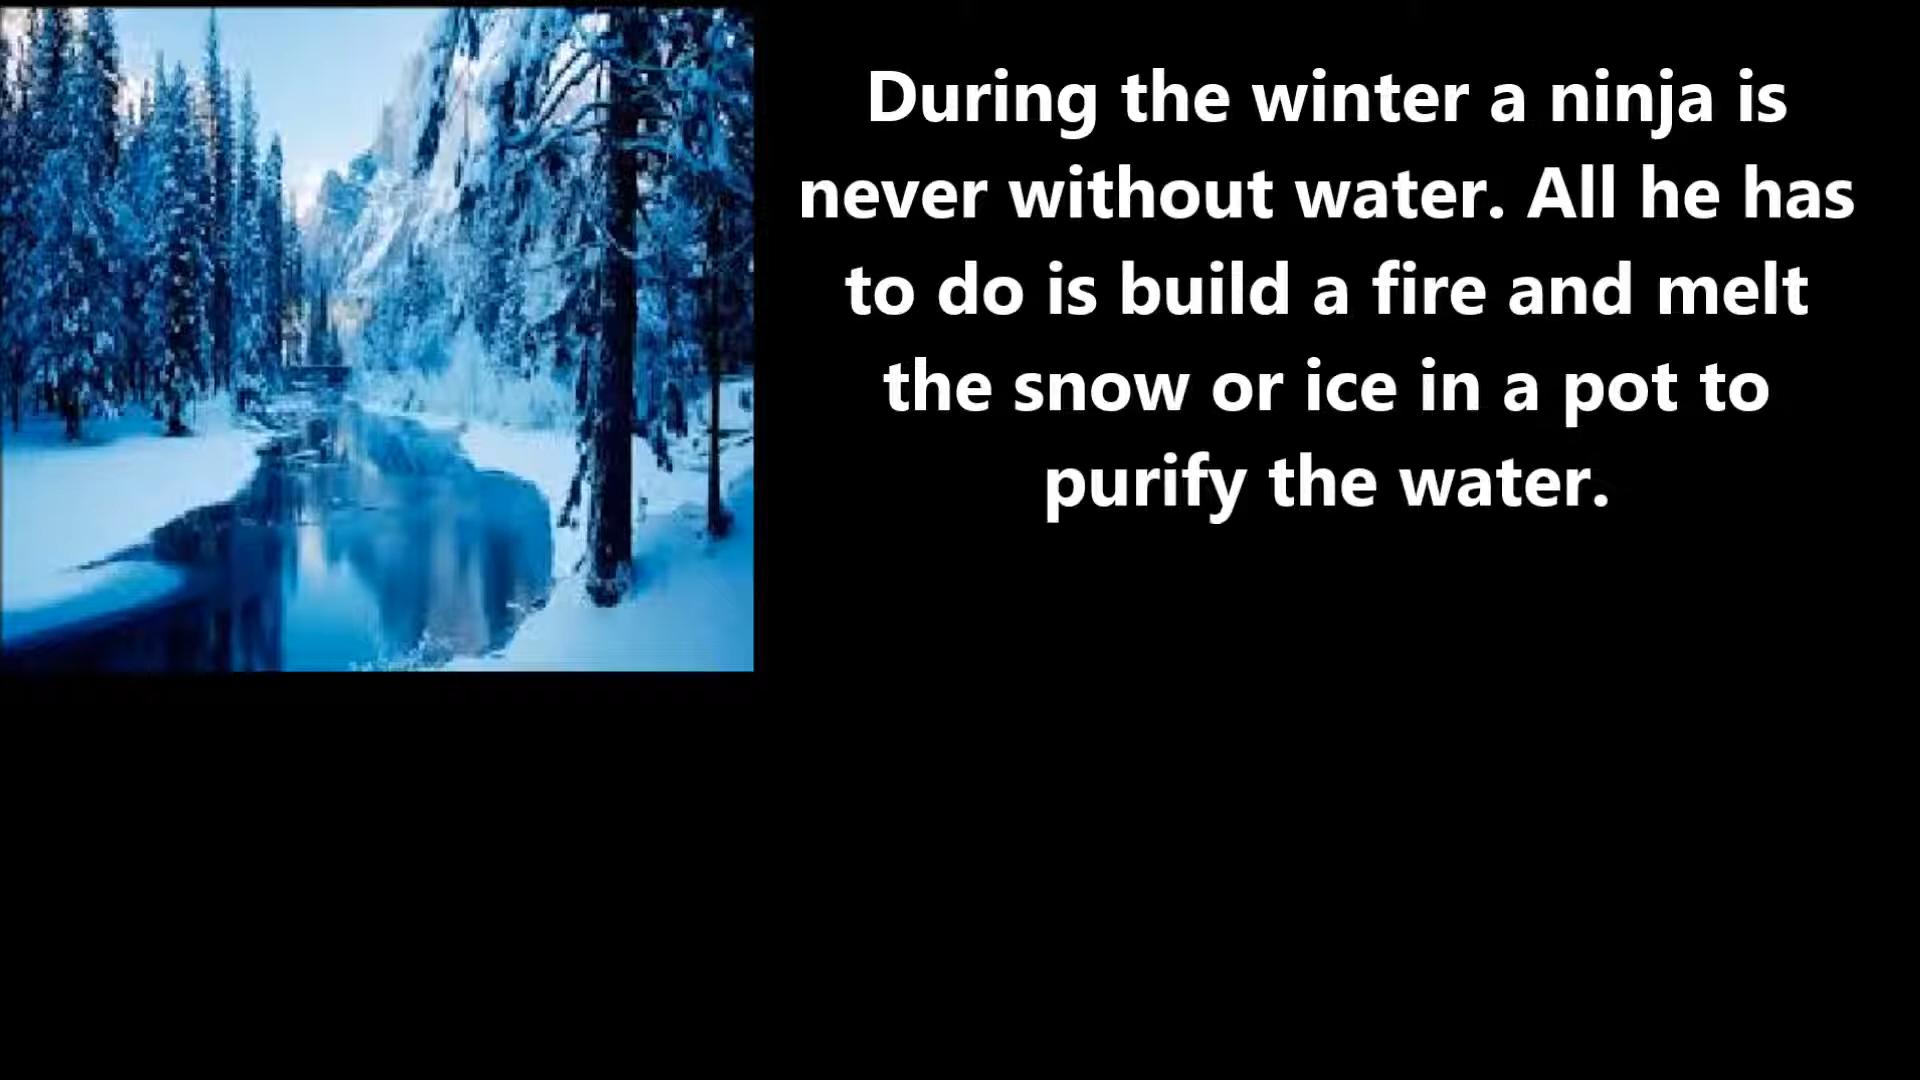 During the winter a ninja is
never without water. All he has
to do is build a fire and melt
the snow or ice in a pot to
purify the water.